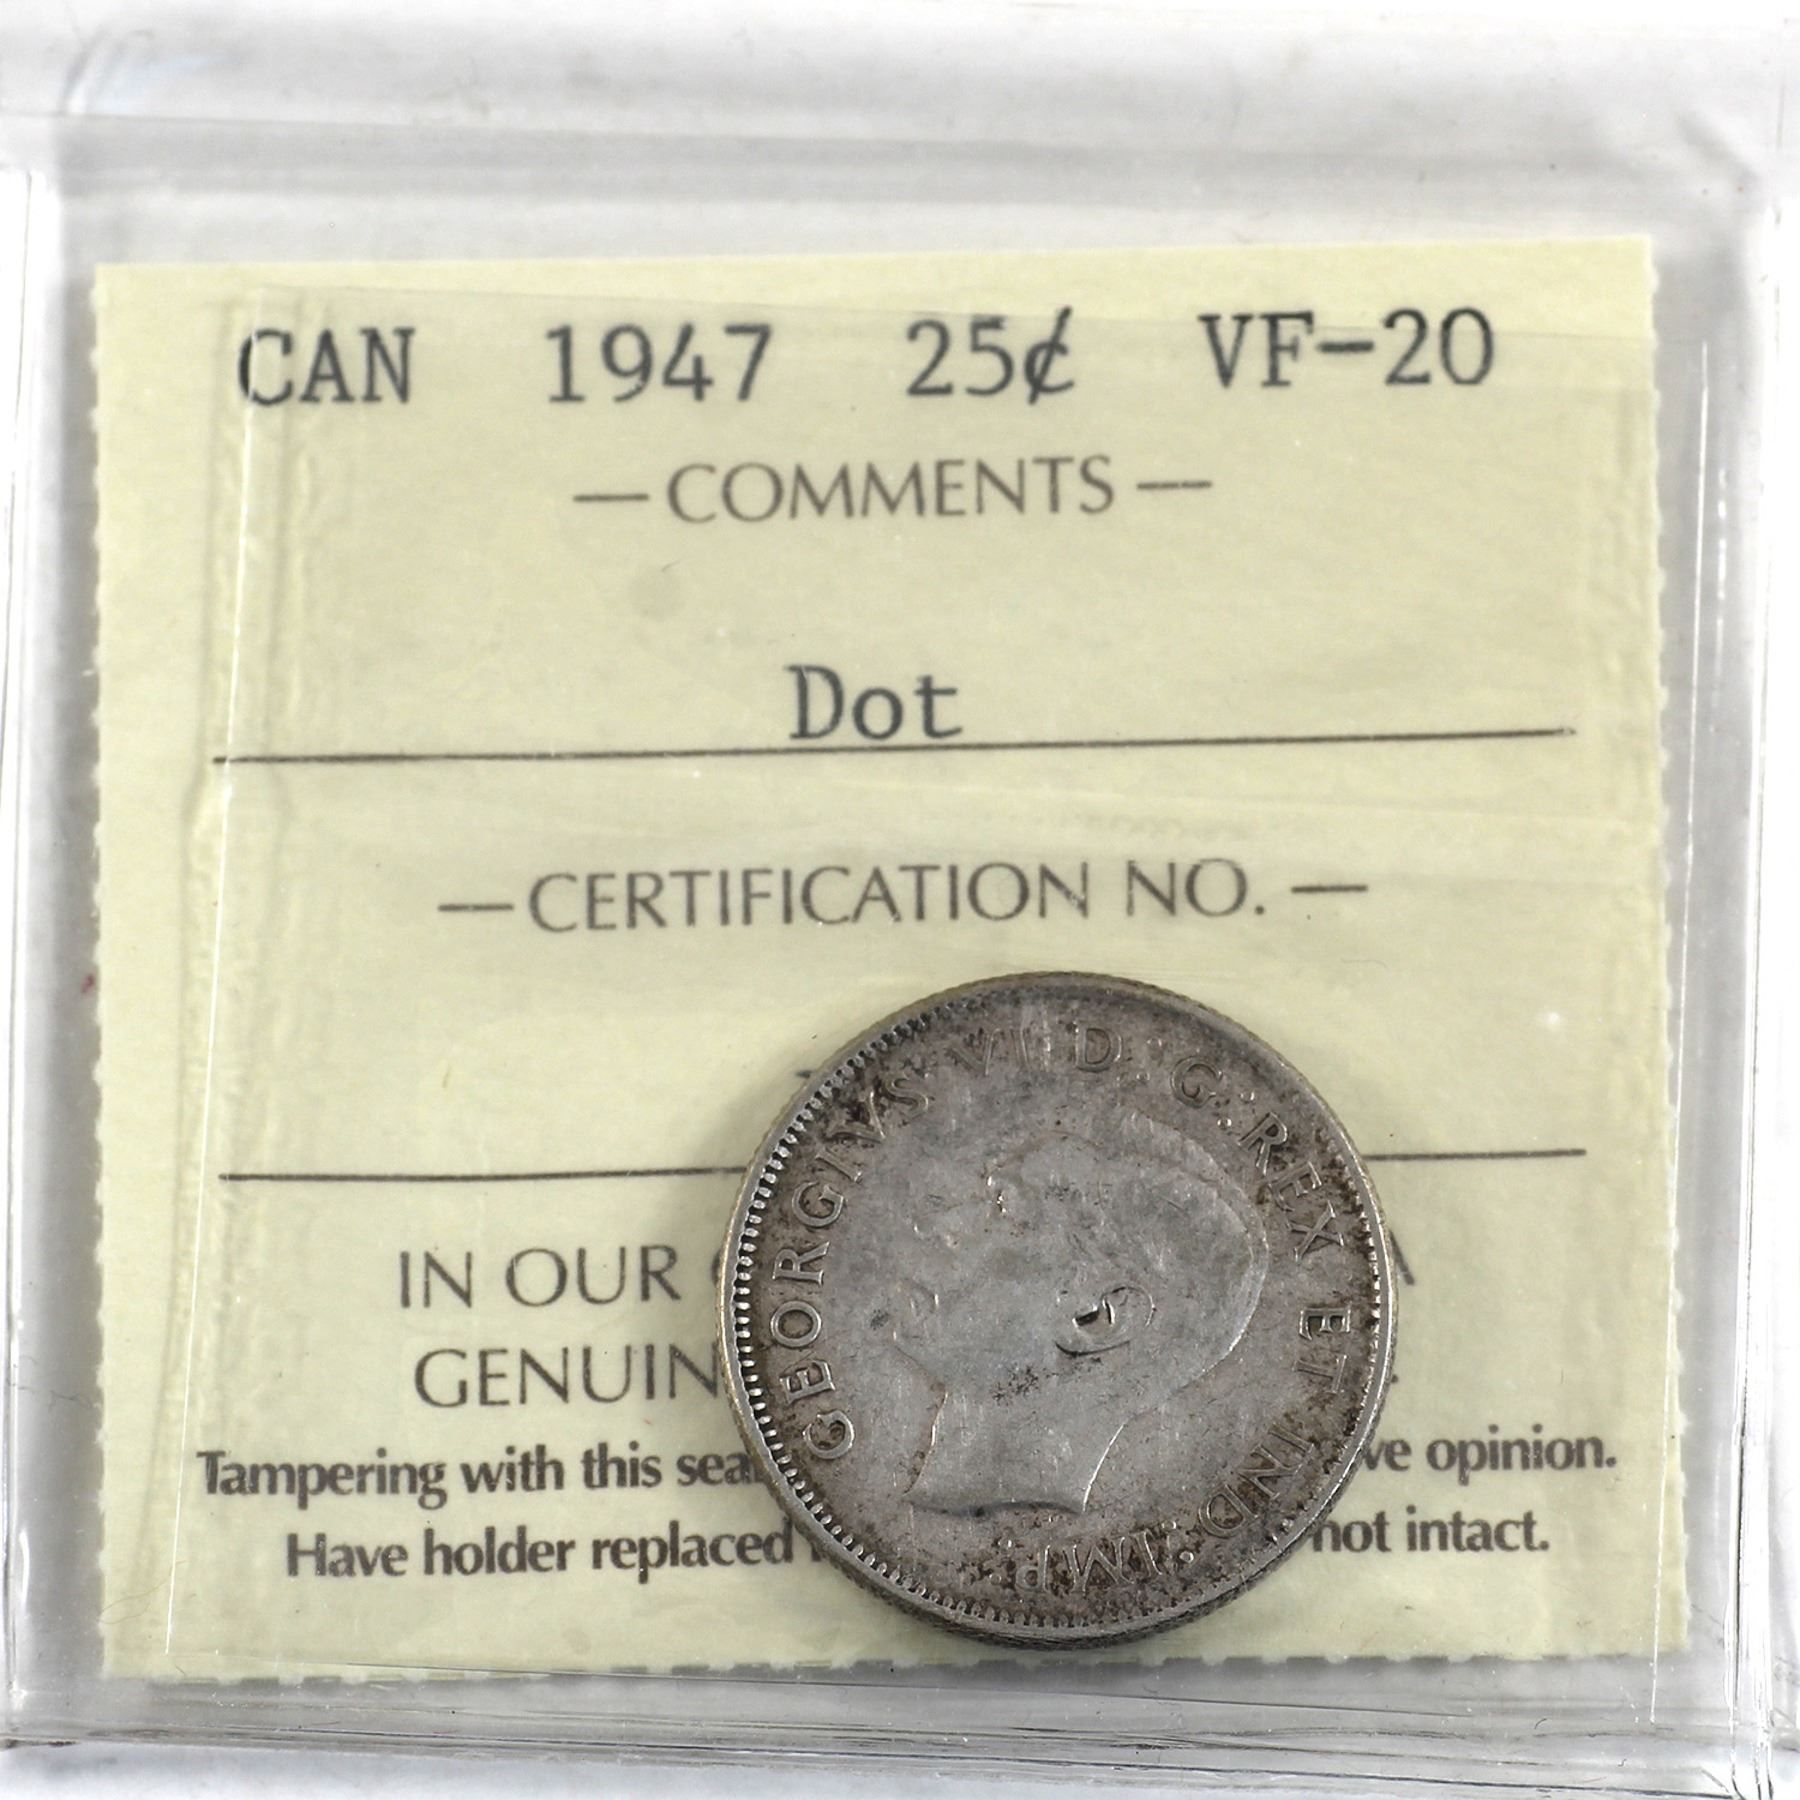 CAN 1947 25¢ VF-20
— COMMENTS —
Dot
— CERTIFICATION NO. —
IN OUR
GENUIN
Tampering with this sea ve opinion.
Have holder replaced not intact.
GEORGIVS VI D:G:REX ET IND:IMP: